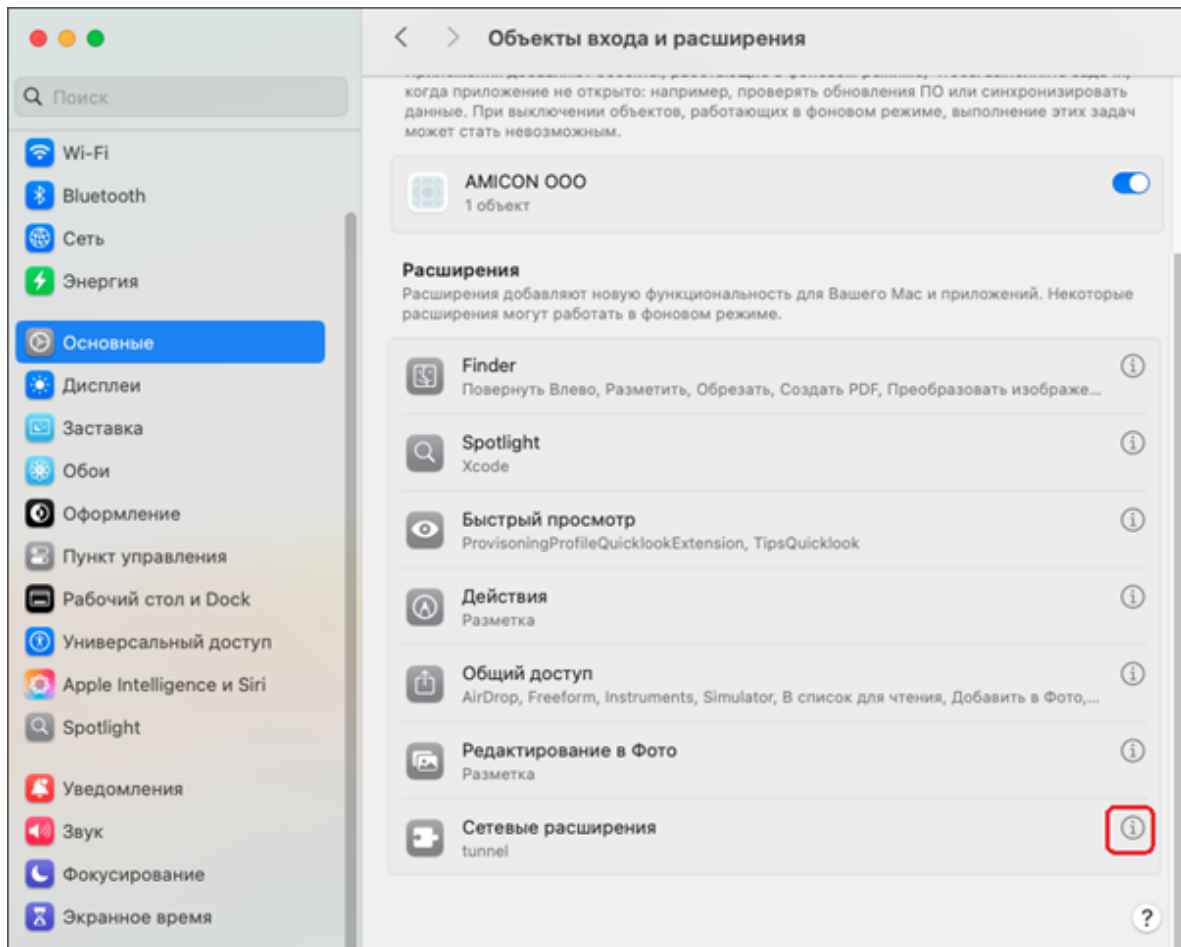 Объекты входа и расширения
Поиск
Wi-Fi
Bluetooth
Сеть
Энергия
Основные
Дисплеи
Заставка
Обои
Оформление
Пункт управления
Рабочий стол и Dock
Универсальный доступ
Apple Intelligence и Siri
Spotlight
Уведомления
Звук
Фокусирование
Экранное время
когда приложение не открыто: например, проверять обновления ПО или синхронизировать
данные. При выключении объектов, работающих в фоновом режиме, выполнение этих задач
может стать невозможным.
AMICON OOO
1 объект
Расширения
Расширения добавляют новую функциональность для Вашего Mac и приложений. Некоторые
расширения могут работать в фоновом режиме.
Finder
Повернуть Влево, Разметить, Обрезать, Создать PDF, Преобразовать изображе...
Spotlight
Xcode
Быстрый просмотр
ProvisoningProfileQuicklookExtension, TipsQuicklook
Действия
Разметка
Общий доступ
AirDrop, Freeform, Instruments, Simulator, В список для чтения, Добавить в Фото,...
Редактирование в Фото
Разметка
Сетевые расширения
tunnel
?